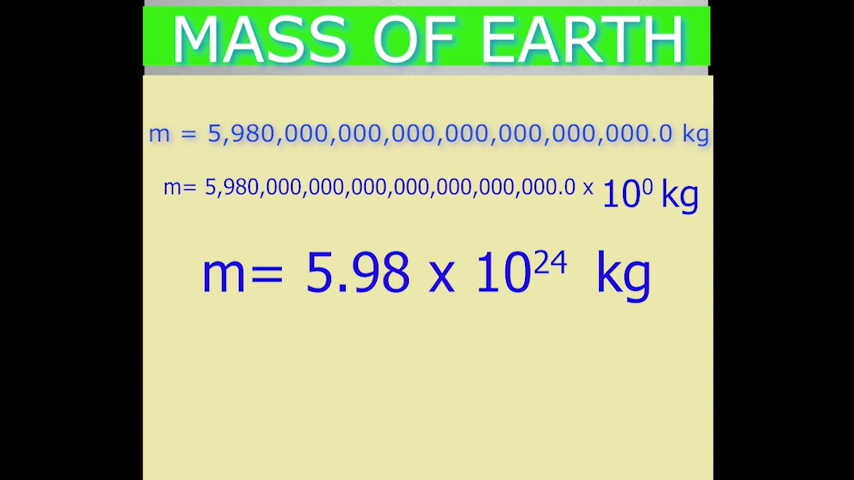 MASS OF EARTH
m = 5,980,000,000,000,000,000,000,000.0 kg
m= 5,980,000,000,000,000,000,000,000.0 x 10⁰ kg
m= 5.98 x 10²⁴ kg